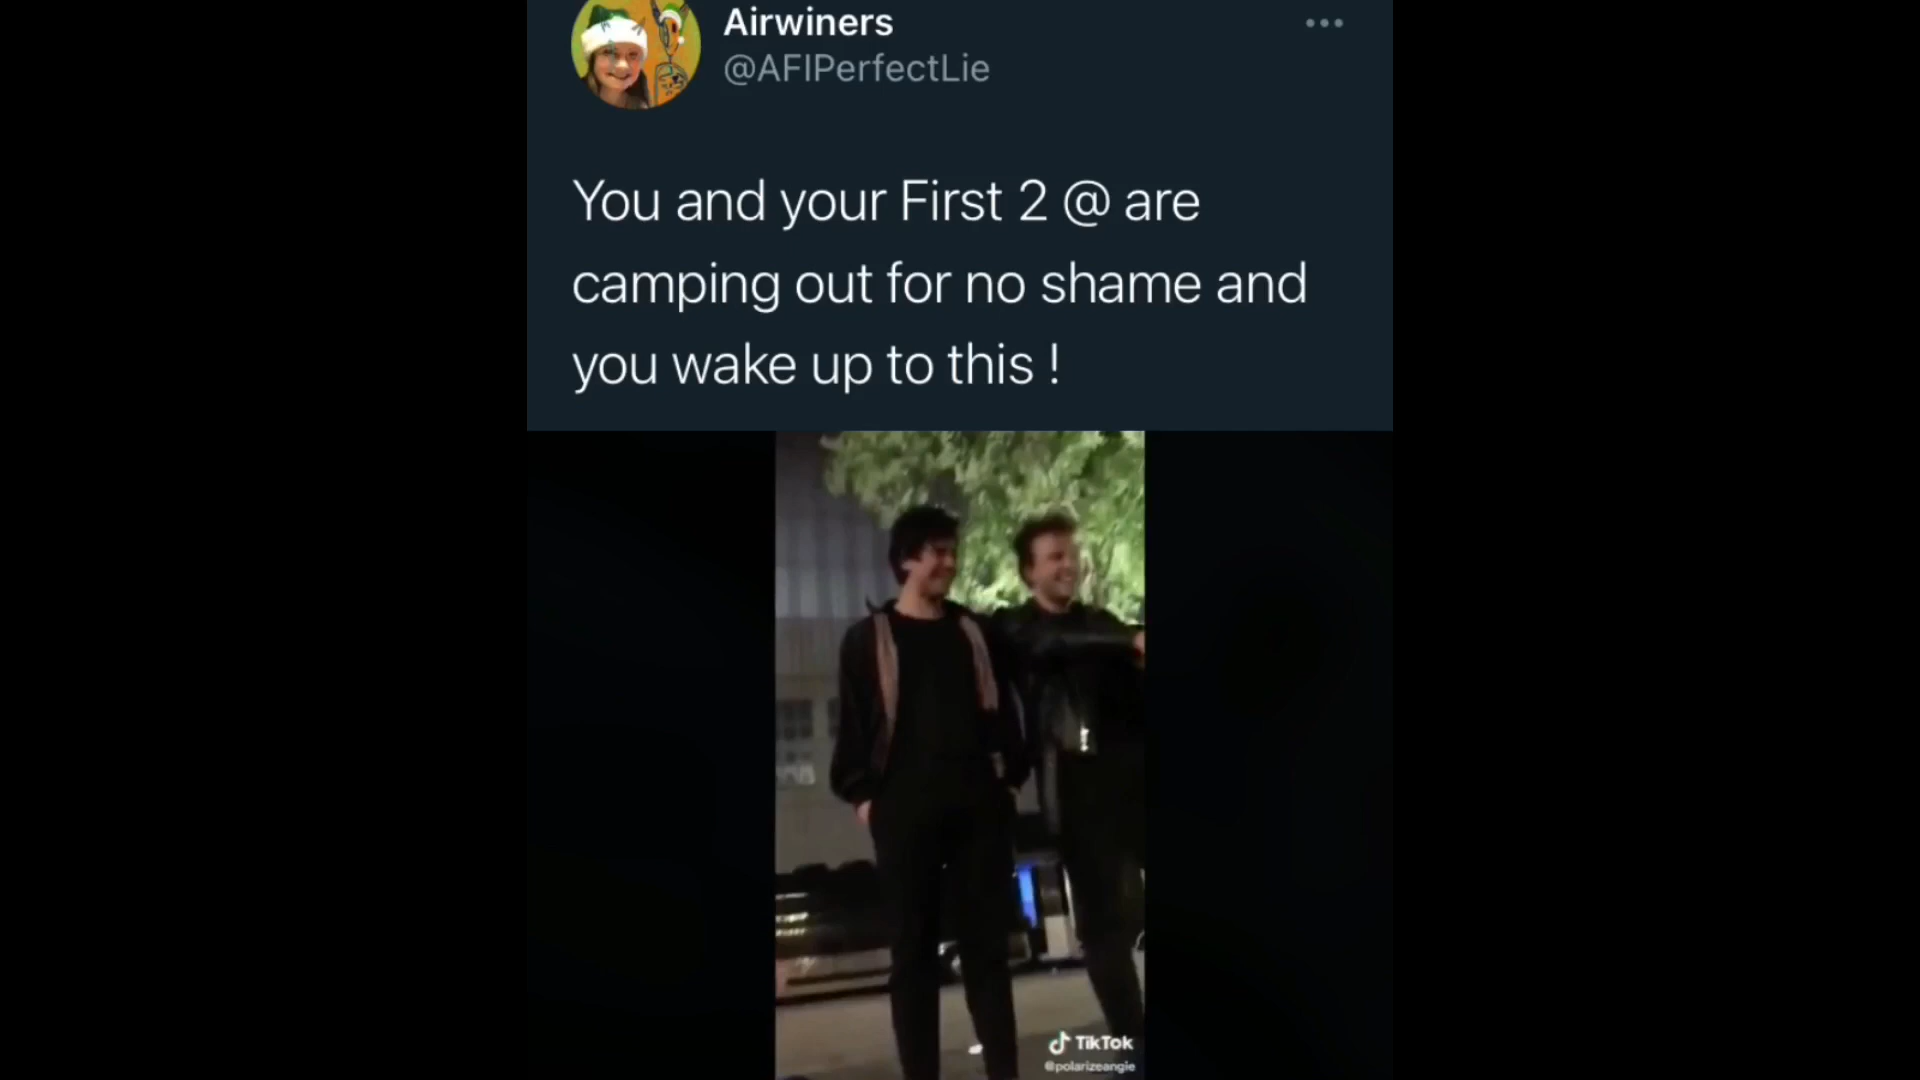 Airwiners
@AFIPerfectLie
You and your First 2 @ are
camping out for no shame and
you wake up to this !
TikTok
@polarizeangie